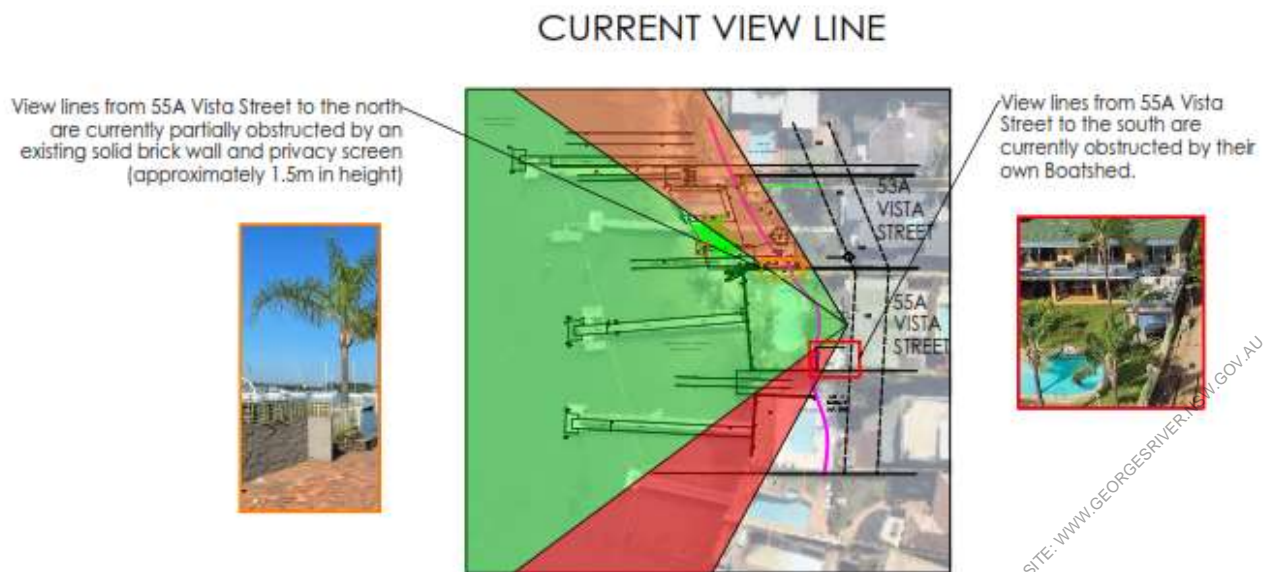 CURRENT VIEW LINE
View lines from 55A Vista Street to the north
are currently partially obstructed by an
existing solid brick wall and privacy screen
(approximately 1.5m in height)
View lines from 55A Vista
Street to the south are
currently obstructed by their
own Boatshed.
53A
VISTA
STREET
55A
VISTA
STREET
SITE: WWW.GEORGESRIVER.NSW.GOV.AU